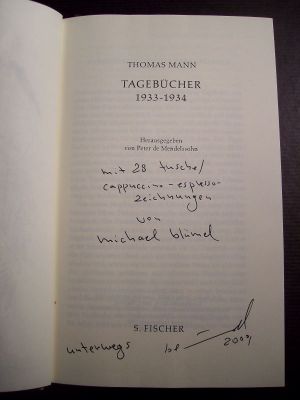 THOMAS MANN
TAGEBÜCHER
1933-1934
Herausgegeben
von Peter de Mendelssohn
mit 28 tusche/
cappuccino-espresso-
zeichnungen
von
michael blümel
S. FISCHER
unterwegs
2009